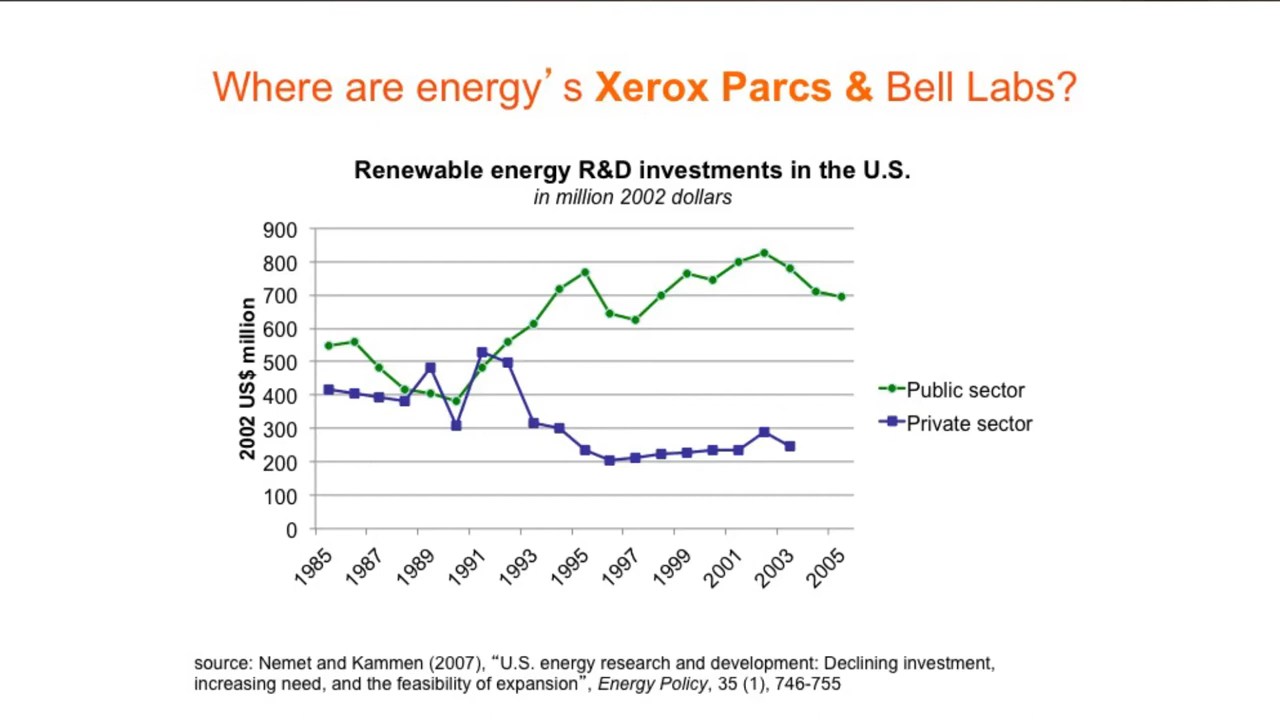 Where are energy’s Xerox Parcs & Bell Labs?
Renewable energy R&D investments in the U.S.
in million 2002 dollars
2002 US$ million
900
800
700
600
500
400
300
200
100
0
1985
1987
1989
1991
1993
1995
1997
1999
2001
2003
2005
Public sector
Private sector
source: Nemet and Kammen (2007), “U.S. energy research and development: Declining investment,
increasing need, and the feasibility of expansion”, Energy Policy, 35 (1), 746-755